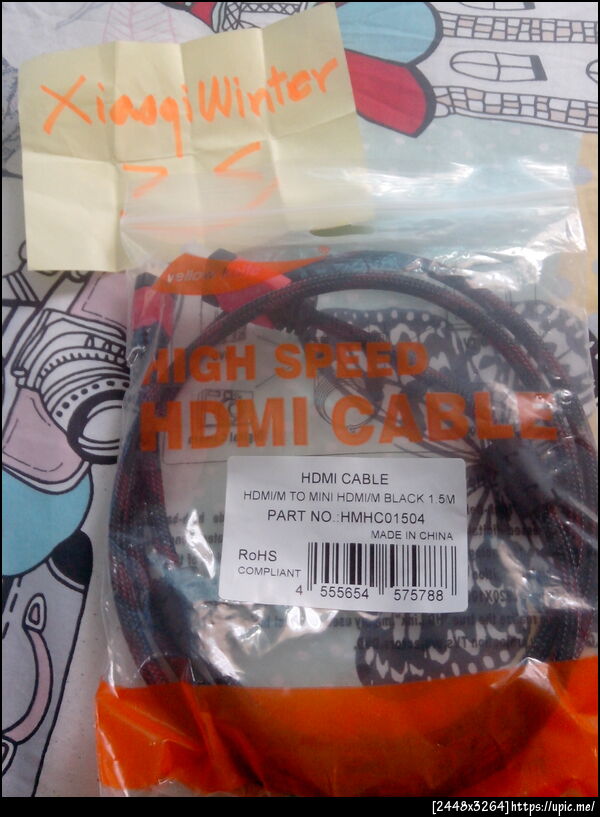 XiaoqiWinter
25
HIGH SPEED
HDMI CABLE
HDMI CABLE
HDMI/M TO MINI HDMI/M BLACK 1.5M
PART NO.:HMHC01504
MADE IN CHINA
RoHS
COMPLIANT
4 555654 575788
[2448x3264]https://upic.me/